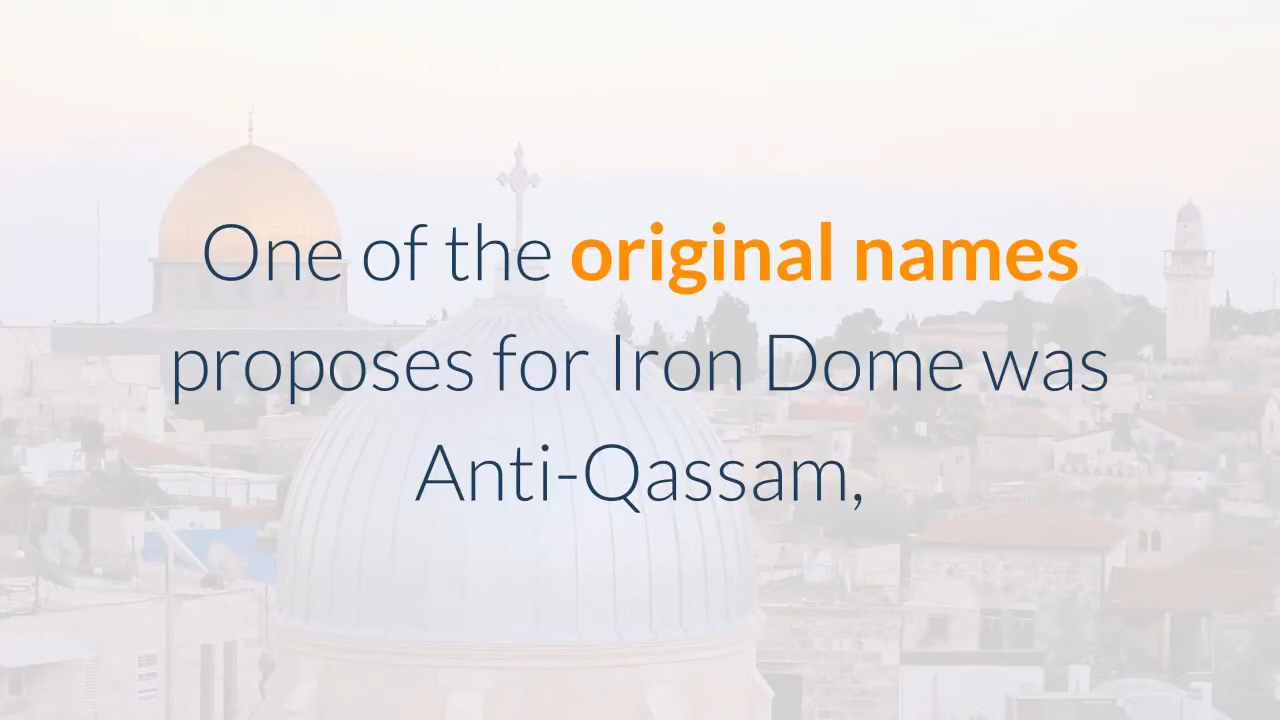 One of the original names
proposes for Iron Dome was
Anti-Qassam,